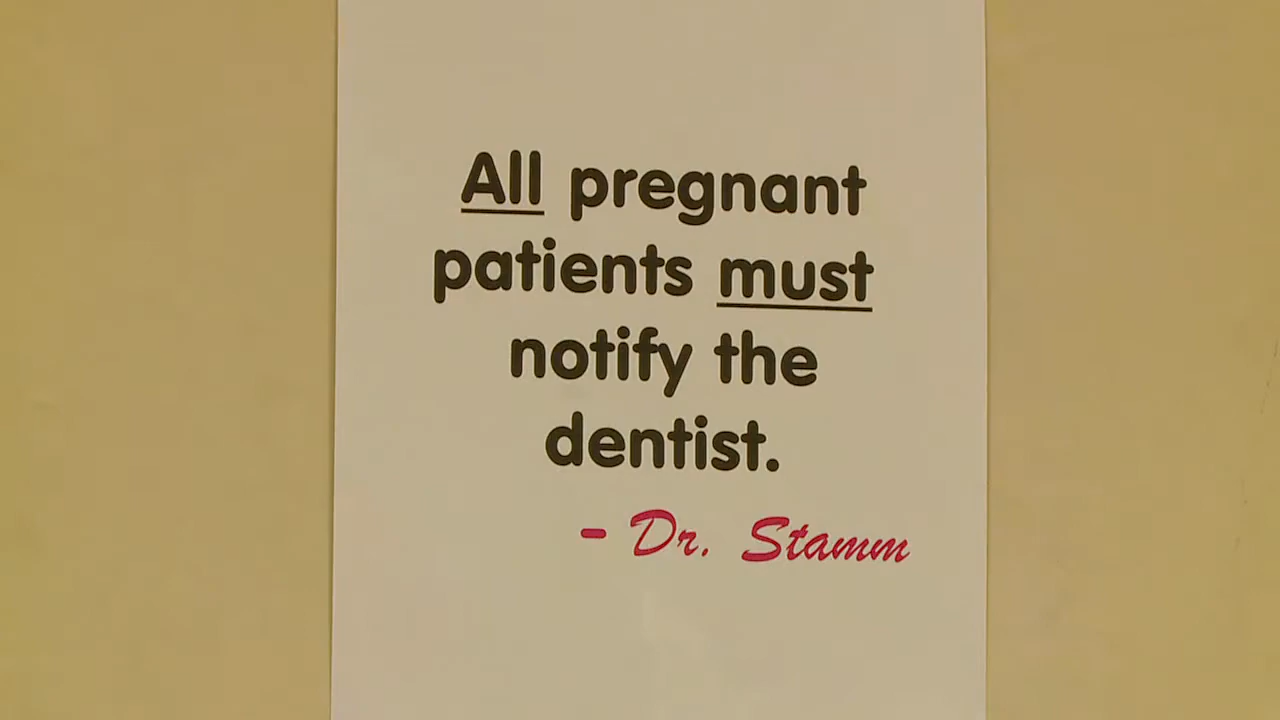 All pregnant
patients must
notify the
dentist.
- Dr. Stamm